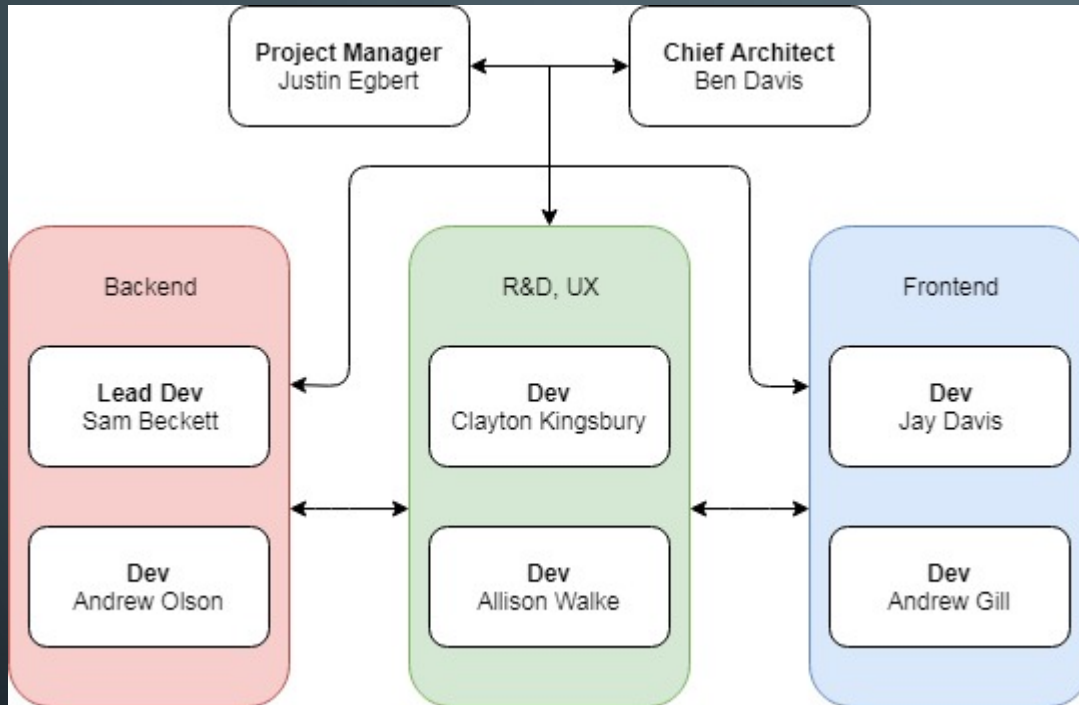 Project Manager
Justin Egbert
Chief Architect
Ben Davis
Backend
Lead Dev
Sam Beckett
Dev
Andrew Olson
R&D, UX
Dev
Clayton Kingsbury
Dev
Allison Walke
Frontend
Dev
Jay Davis
Dev
Andrew Gill